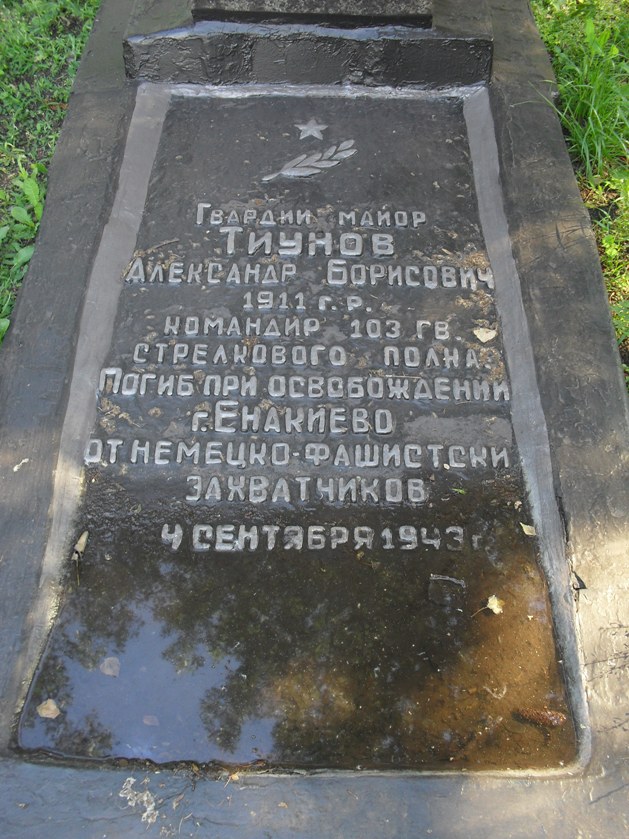 Гвардии майор
Тиунов
Александр Борисович
1911 г. р.
командир 103 гв.
стрелкового полка.
Погиб при освобождении
г. Енакиево
от немецко-фашистски
захватчиков
4 сентября 1943 г.